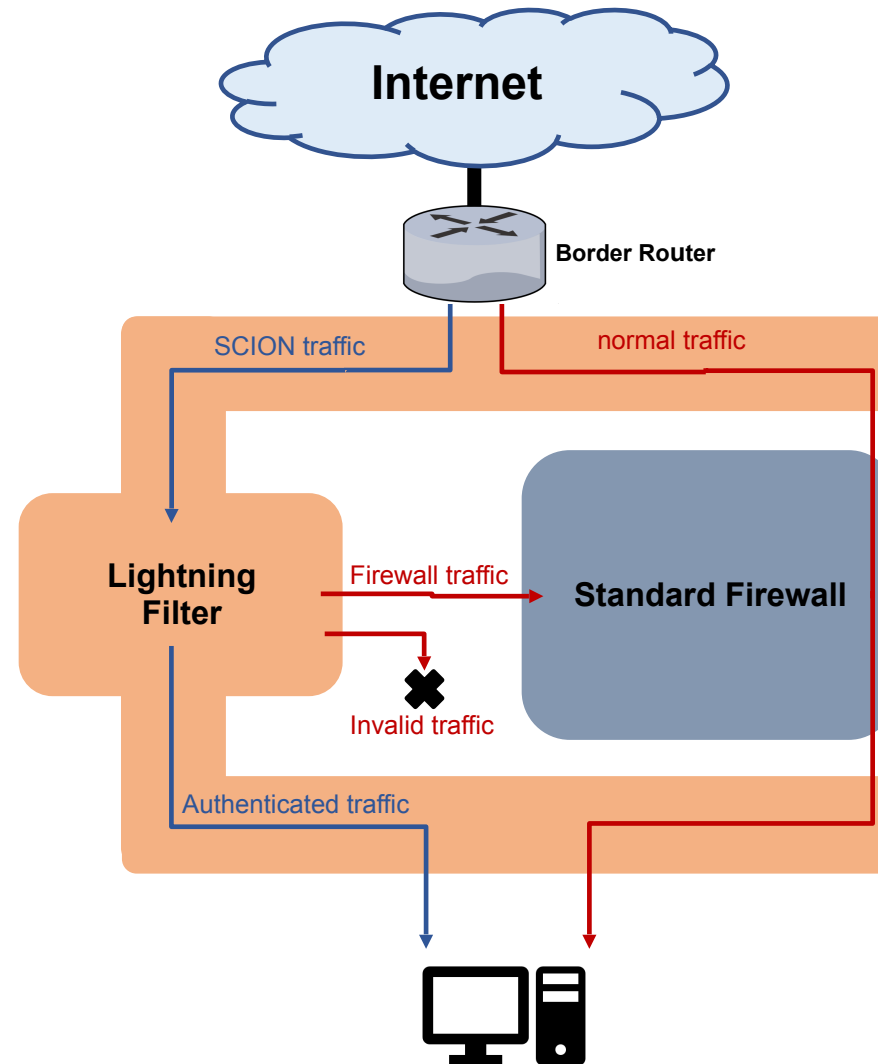 Internet
Border Router
SCION traffic
normal traffic
Lightning
Filter
Firewall traffic
Standard Firewall
Invalid traffic
Authenticated traffic